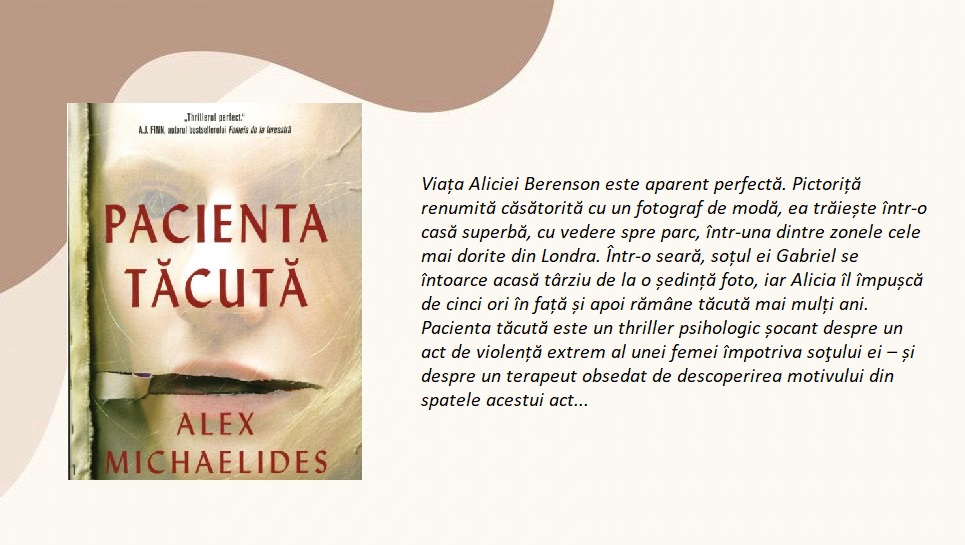 „Thrillerul perfect.”
A.J. FINN, autorul bestsellerului Femeia de la fereastră
PACIENTA
TĂCUTĂ
ALEX
MICHAELIDES
Viața Aliciei Berenson este aparent perfectă. Pictoriță
renumită căsătorită cu un fotograf de modă, ea trăiește într-o
casă superbă, cu vedere spre parc, într-una dintre zonele cele
mai dorite din Londra. Într-o seară, soțul ei Gabriel se
întoarce acasă târziu de la o ședință foto, iar Alicia îl împușcă
de cinci ori în față și apoi rămâne tăcută mai mulți ani.
Pacienta tăcută este un thriller psihologic șocant despre un
act de violență extrem al unei femei împotriva soţului ei – și
despre un terapeut obsedat de descoperirea motivului din
spatele acestui act...